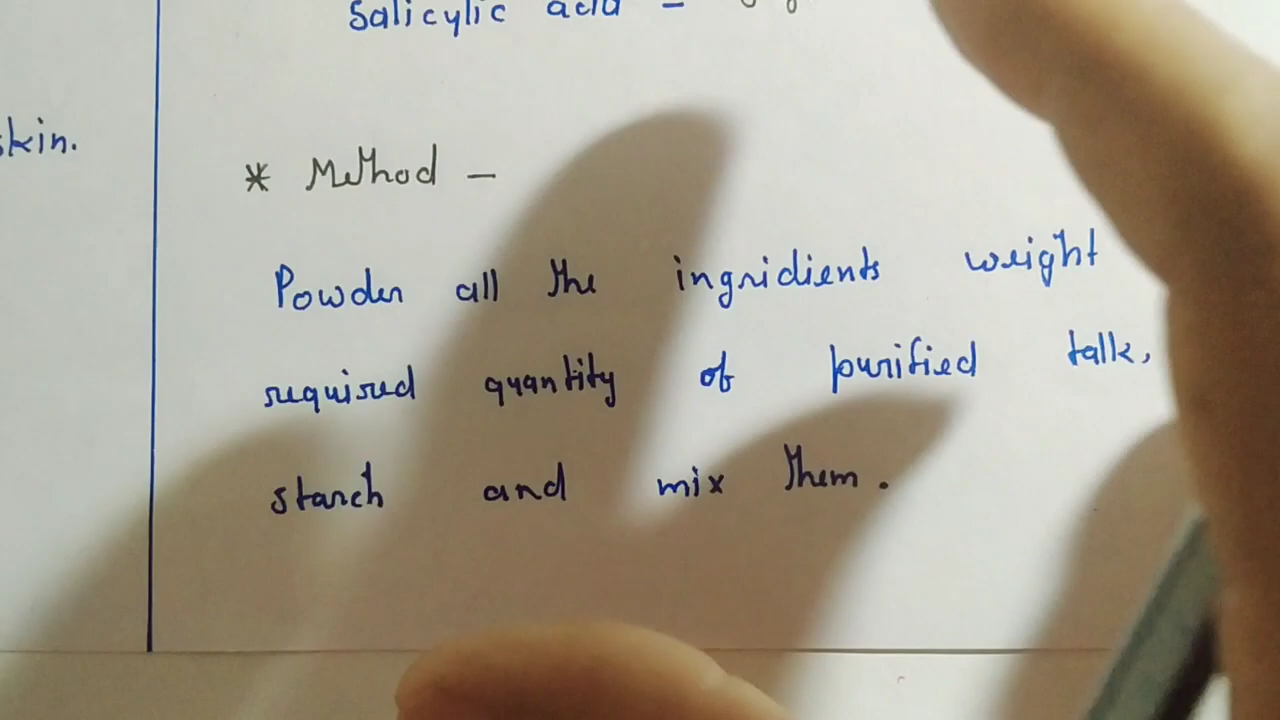 Salicylic acid -
skin.
* Method -
Powder all the ingridients weight
required quantity of purified talk,
starch and mix them.